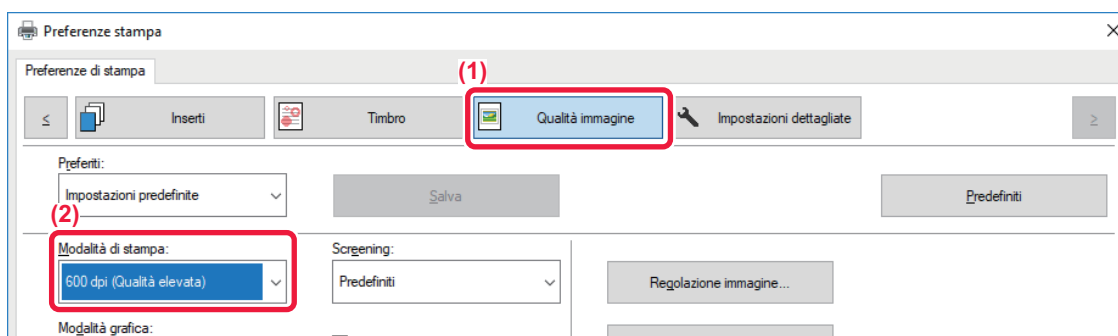 Preferenze stampa
Preferenze di stampa
(1)
< Inserti Timbro Qualità immagine Impostazioni dettagliate >
Preferiti:
Impostazioni predefinite Salva Predefiniti
(2)
Modalità di stampa: Screening:
600 dpi (Qualità elevata) Predefiniti Regolazione immagine...
Modalità grafica: